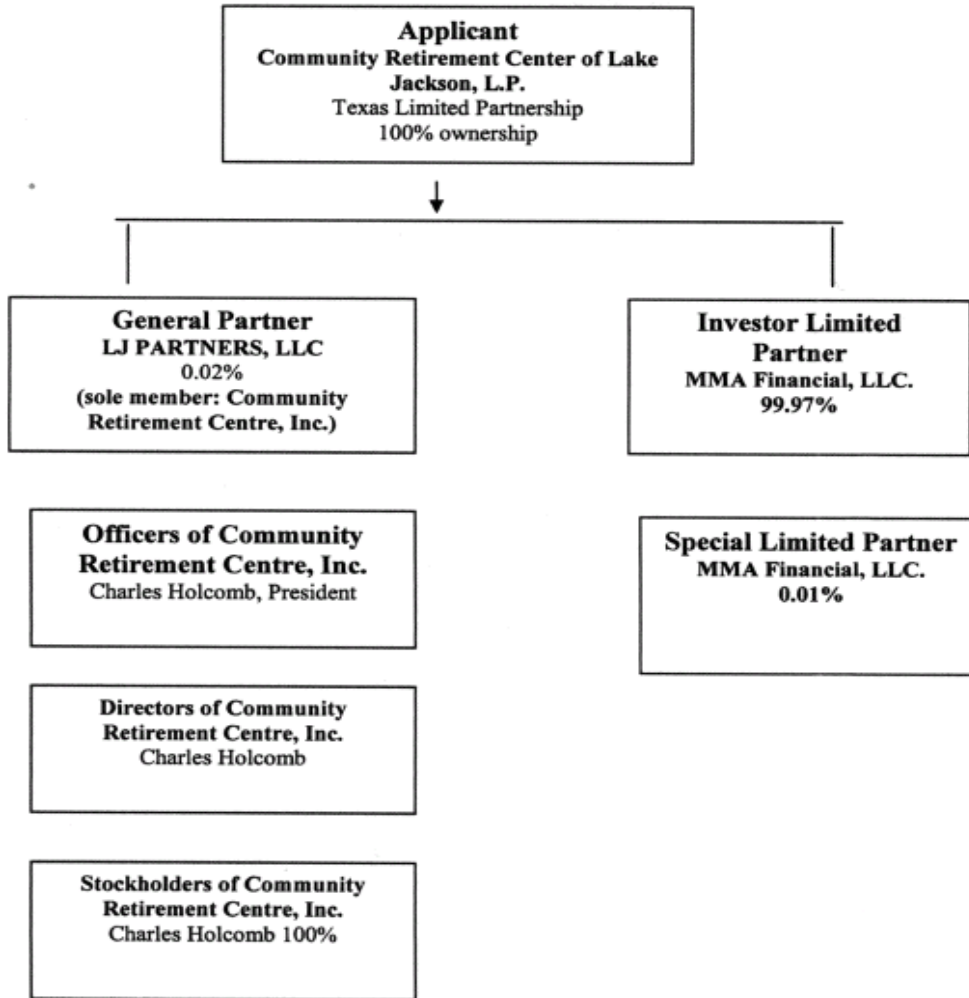 Applicant
Community Retirement Center of Lake
Jackson, L.P.
Texas Limited Partnership
100% ownership
General Partner
LJ PARTNERS, LLC
0.02%
(sole member: Community
Retirement Centre, Inc.)
Investor Limited
Partner
MMA Financial, LLC.
99.97%
Officers of Community
Retirement Centre, Inc.
Charles Holcomb, President
Special Limited Partner
MMA Financial, LLC.
0.01%
Directors of Community
Retirement Centre, Inc.
Charles Holcomb
Stockholders of Community
Retirement Centre, Inc.
Charles Holcomb 100%